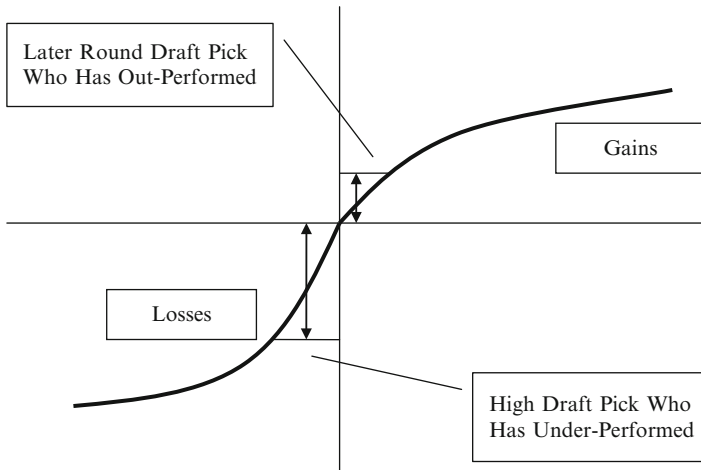 Later Round Draft Pick
Who Has Out-Performed
Gains
Losses
High Draft Pick Who
Has Under-Performed